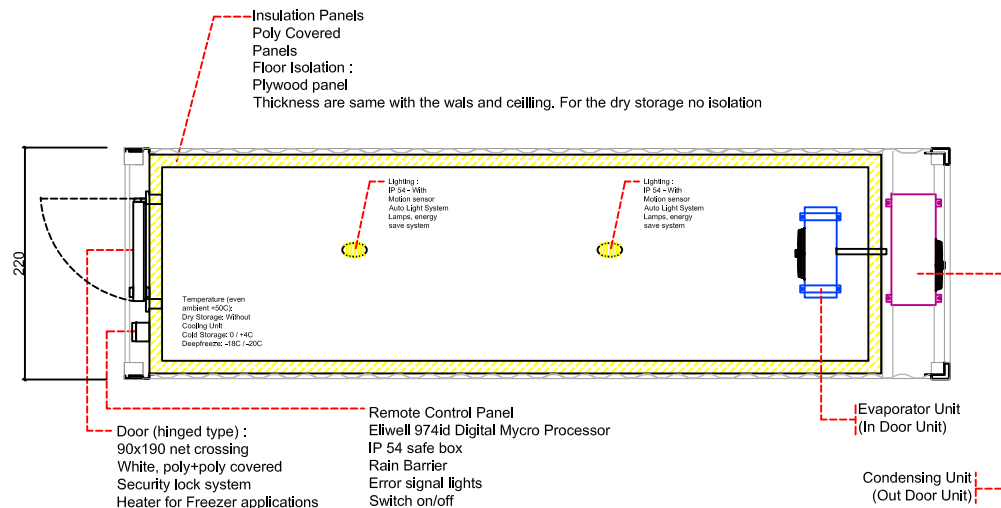 Insulation Panels
Poly Covered
Panels
Floor Isolation :
Plywood panel
Thickness are same with the wals and ceilling. For the dry storage no isolation
220
Lighting :
IP 54 - With
Motion sensor
Auto Light System
Lamps, energy
save system
Lighting :
IP 54 - With
Motion sensor
Auto Light System
Lamps, energy
save system
Temperature (even
ambient +50C):
Dry Storage: Without
Cooling Unit
Cold Storage: 0 / +4C
Deepfreeze: -18C / -20C
Door (hinged type) :
90x190 net crossing
White, poly+poly covered
Security lock system
Heater for Freezer applications
Remote Control Panel
Eliwell 974id Digital Mycro Processor
IP 54 safe box
Rain Barrier
Error signal lights
Switch on/off
Evaporator Unit
(In Door Unit)
Condensing Unit
(Out Door Unit)